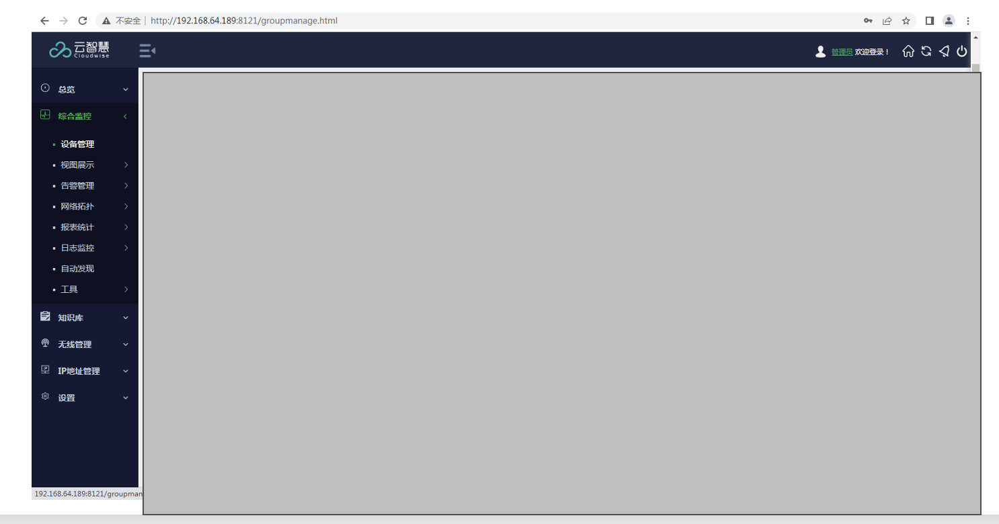 不安全 | http://192.168.64.189:8121/groupmanage.html
云智慧
Cloudwise
管理员 欢迎登录！
总览
综合监控
设备管理
视图展示
告警管理
网络拓扑
报表统计
日志监控
自动发现
工具
知识库
无线管理
IP地址管理
设置
192.168.64.189:8121/groupman